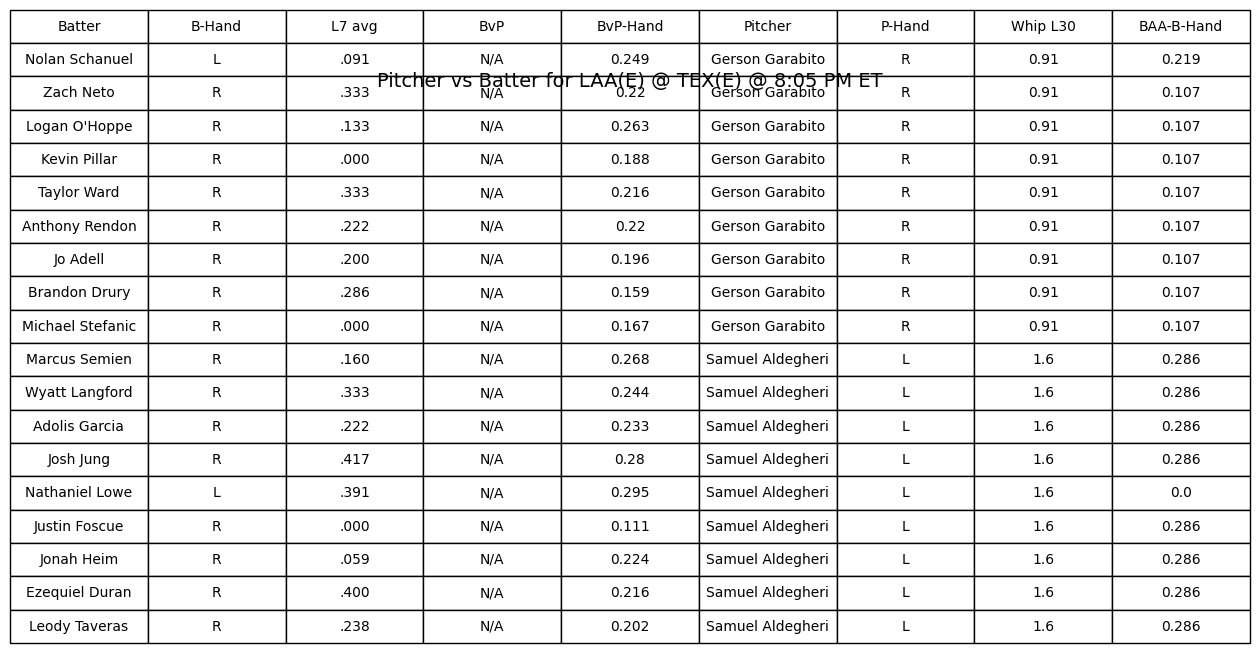 Batter B-Hand L7 avg BvP BvP-Hand Pitcher P-Hand Whip L30 BAA-B-Hand
Nolan Schanuel L .091 N/A 0.249 Gerson Garabito R 0.91 0.219
Pitcher vs Batter for LAA(E) @ TEX(E) @ 8:05 PM ET
Zach Neto R .333 N/A 0.22 Gerson Garabito R 0.91 0.107
Logan O'Hoppe R .133 N/A 0.263 Gerson Garabito R 0.91 0.107
Kevin Pillar R .000 N/A 0.188 Gerson Garabito R 0.91 0.107
Taylor Ward R .333 N/A 0.216 Gerson Garabito R 0.91 0.107
Anthony Rendon R .222 N/A 0.22 Gerson Garabito R 0.91 0.107
Jo Adell R .200 N/A 0.196 Gerson Garabito R 0.91 0.107
Brandon Drury R .286 N/A 0.159 Gerson Garabito R 0.91 0.107
Michael Stefanic R .000 N/A 0.167 Gerson Garabito R 0.91 0.107
Marcus Semien R .160 N/A 0.268 Samuel Aldegheri L 1.6 0.286
Wyatt Langford R .333 N/A 0.244 Samuel Aldegheri L 1.6 0.286
Adolis Garcia R .222 N/A 0.233 Samuel Aldegheri L 1.6 0.286
Josh Jung R .417 N/A 0.28 Samuel Aldegheri L 1.6 0.286
Nathaniel Lowe L .391 N/A 0.295 Samuel Aldegheri L 1.6 0.0
Justin Foscue R .000 N/A 0.111 Samuel Aldegheri L 1.6 0.286
Jonah Heim R .059 N/A 0.224 Samuel Aldegheri L 1.6 0.286
Ezequiel Duran R .400 N/A 0.216 Samuel Aldegheri L 1.6 0.286
Leody Taveras R .238 N/A 0.202 Samuel Aldegheri L 1.6 0.286